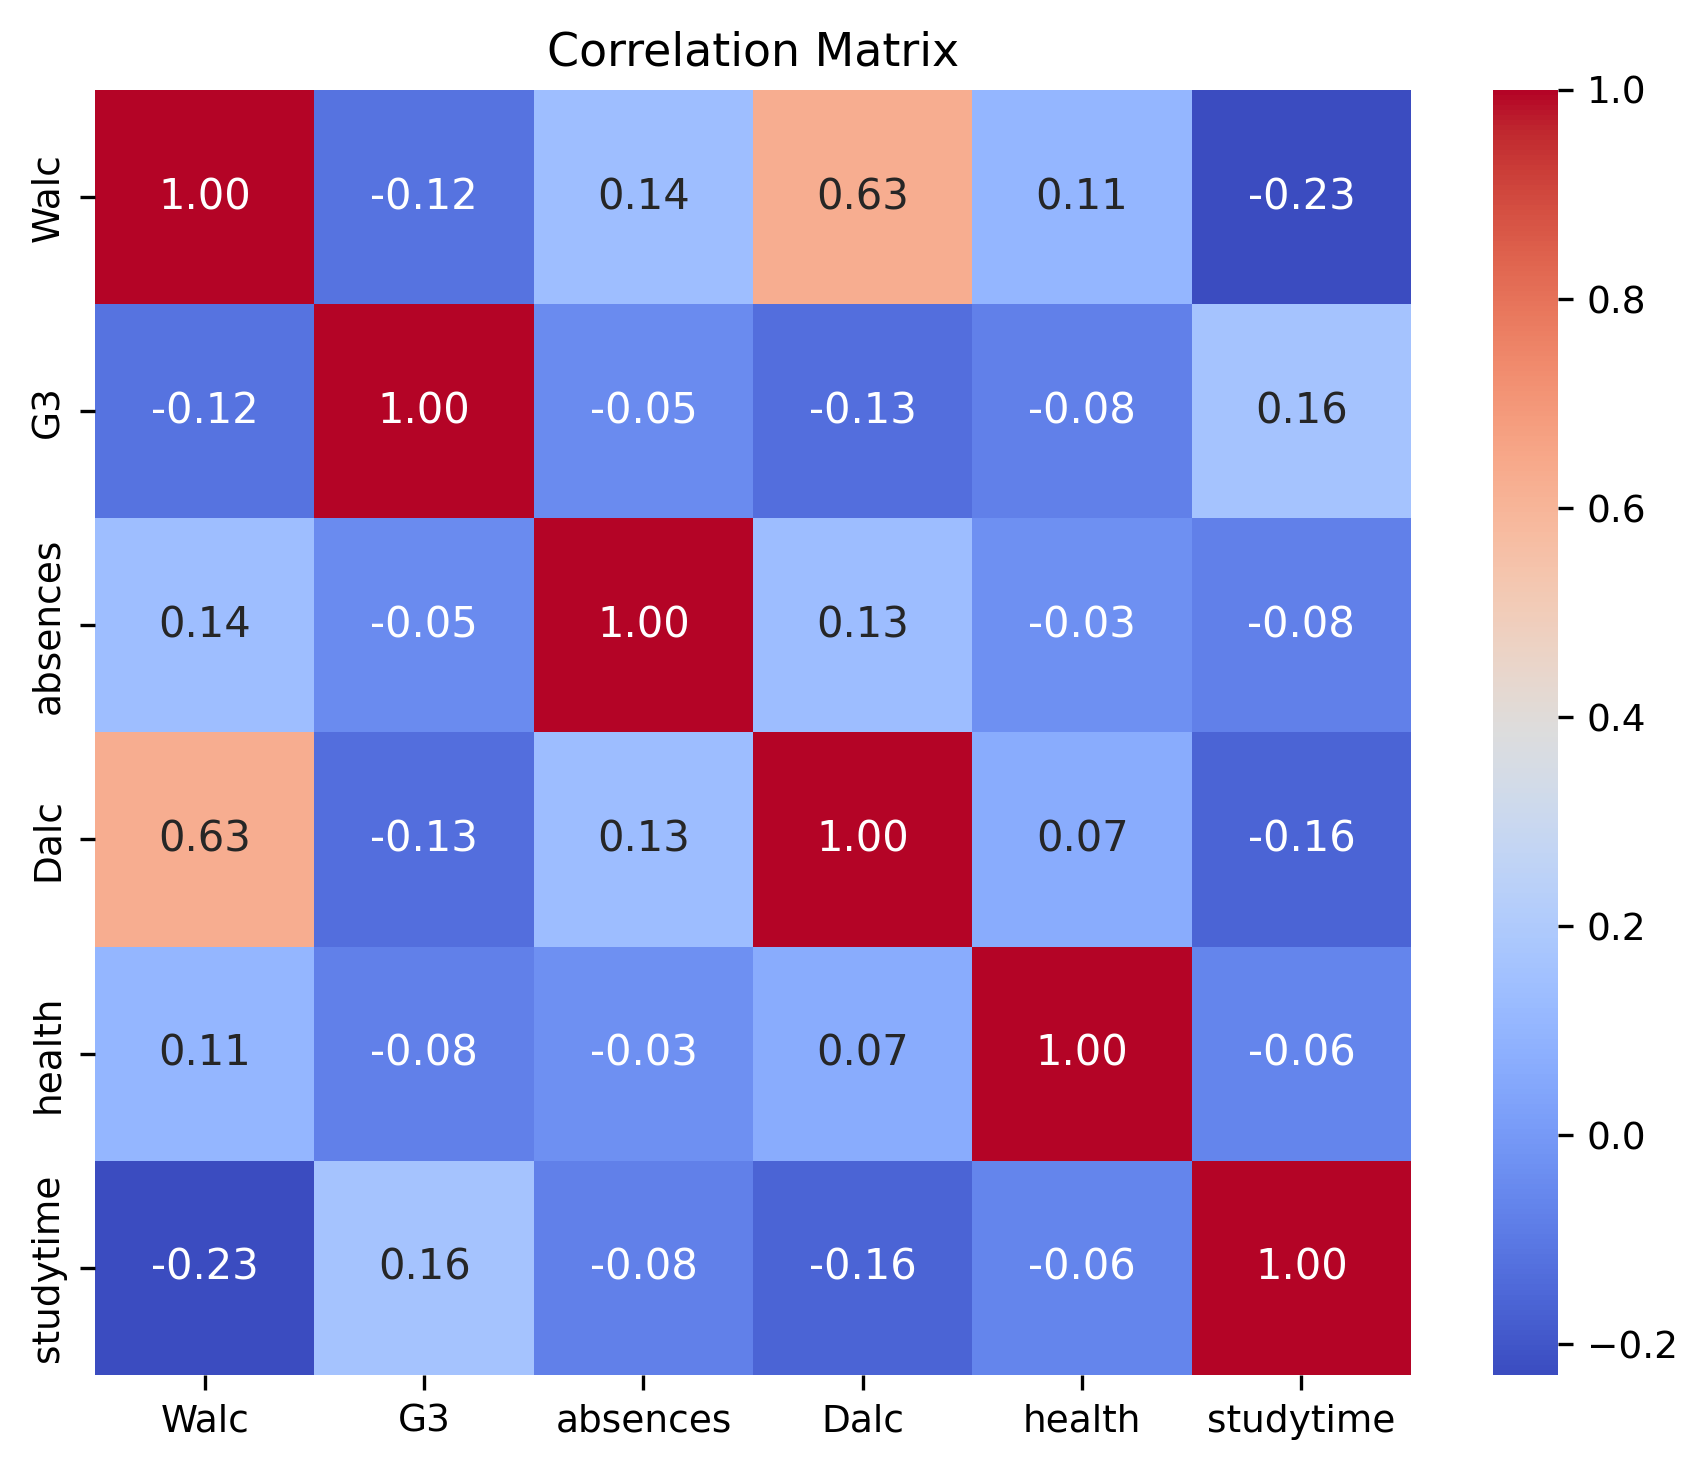 Correlation Matrix
Walc 1.00 -0.12 0.14 0.63 0.11 -0.23
G3 -0.12 1.00 -0.05 -0.13 -0.08 0.16
absences 0.14 -0.05 1.00 0.13 -0.03 -0.08
Dalc 0.63 -0.13 0.13 1.00 0.07 -0.16
health 0.11 -0.08 -0.03 0.07 1.00 -0.06
studytime -0.23 0.16 -0.08 -0.16 -0.06 1.00
Walc G3 absences Dalc health studytime
1.0
0.8
0.6
0.4
0.2
0.0
−0.2